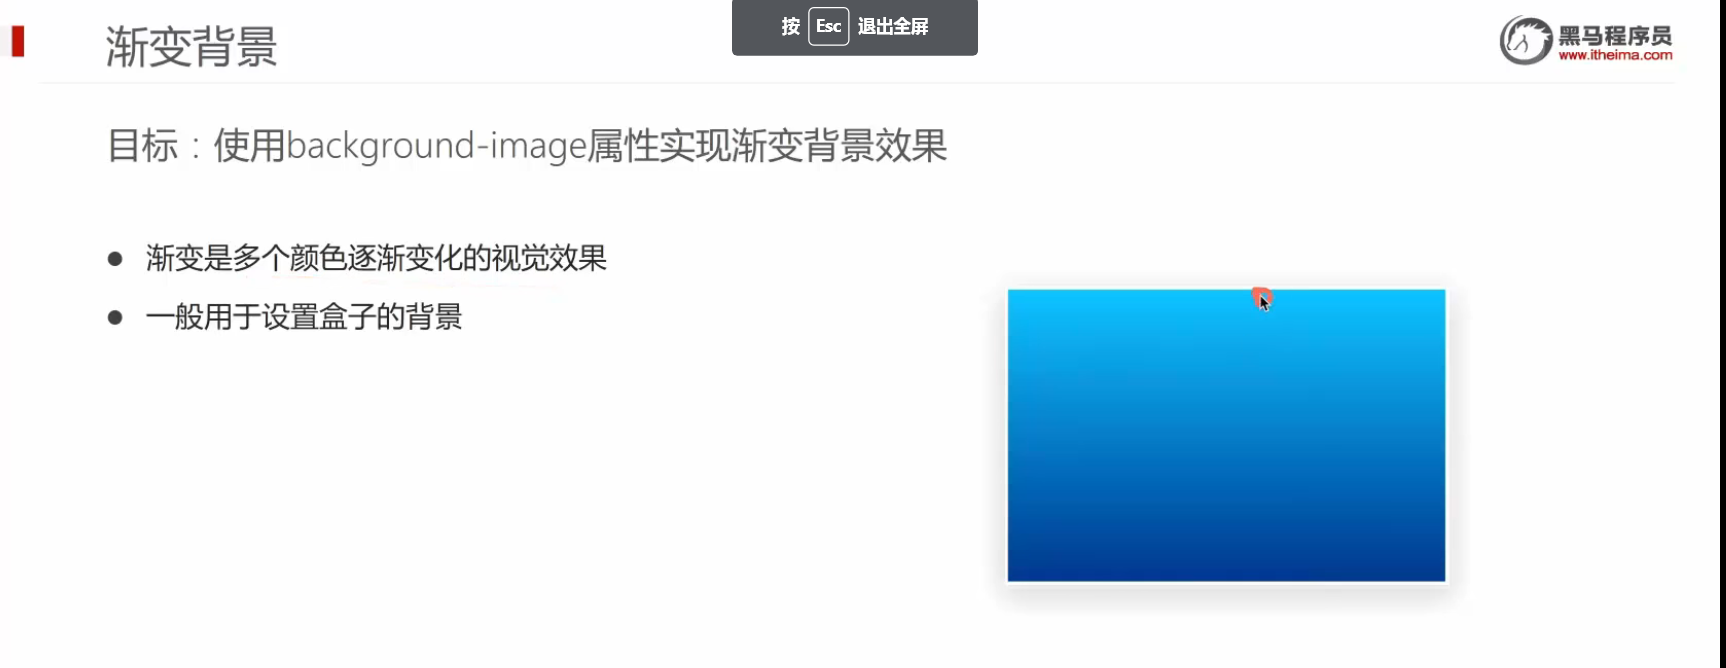 按 Esc 退出全屏
渐变背景
黑马程序员
www.itheima.com
目标：使用background-image属性实现渐变背景效果
● 渐变是多个颜色逐渐变化的视觉效果
● 一般用于设置盒子的背景